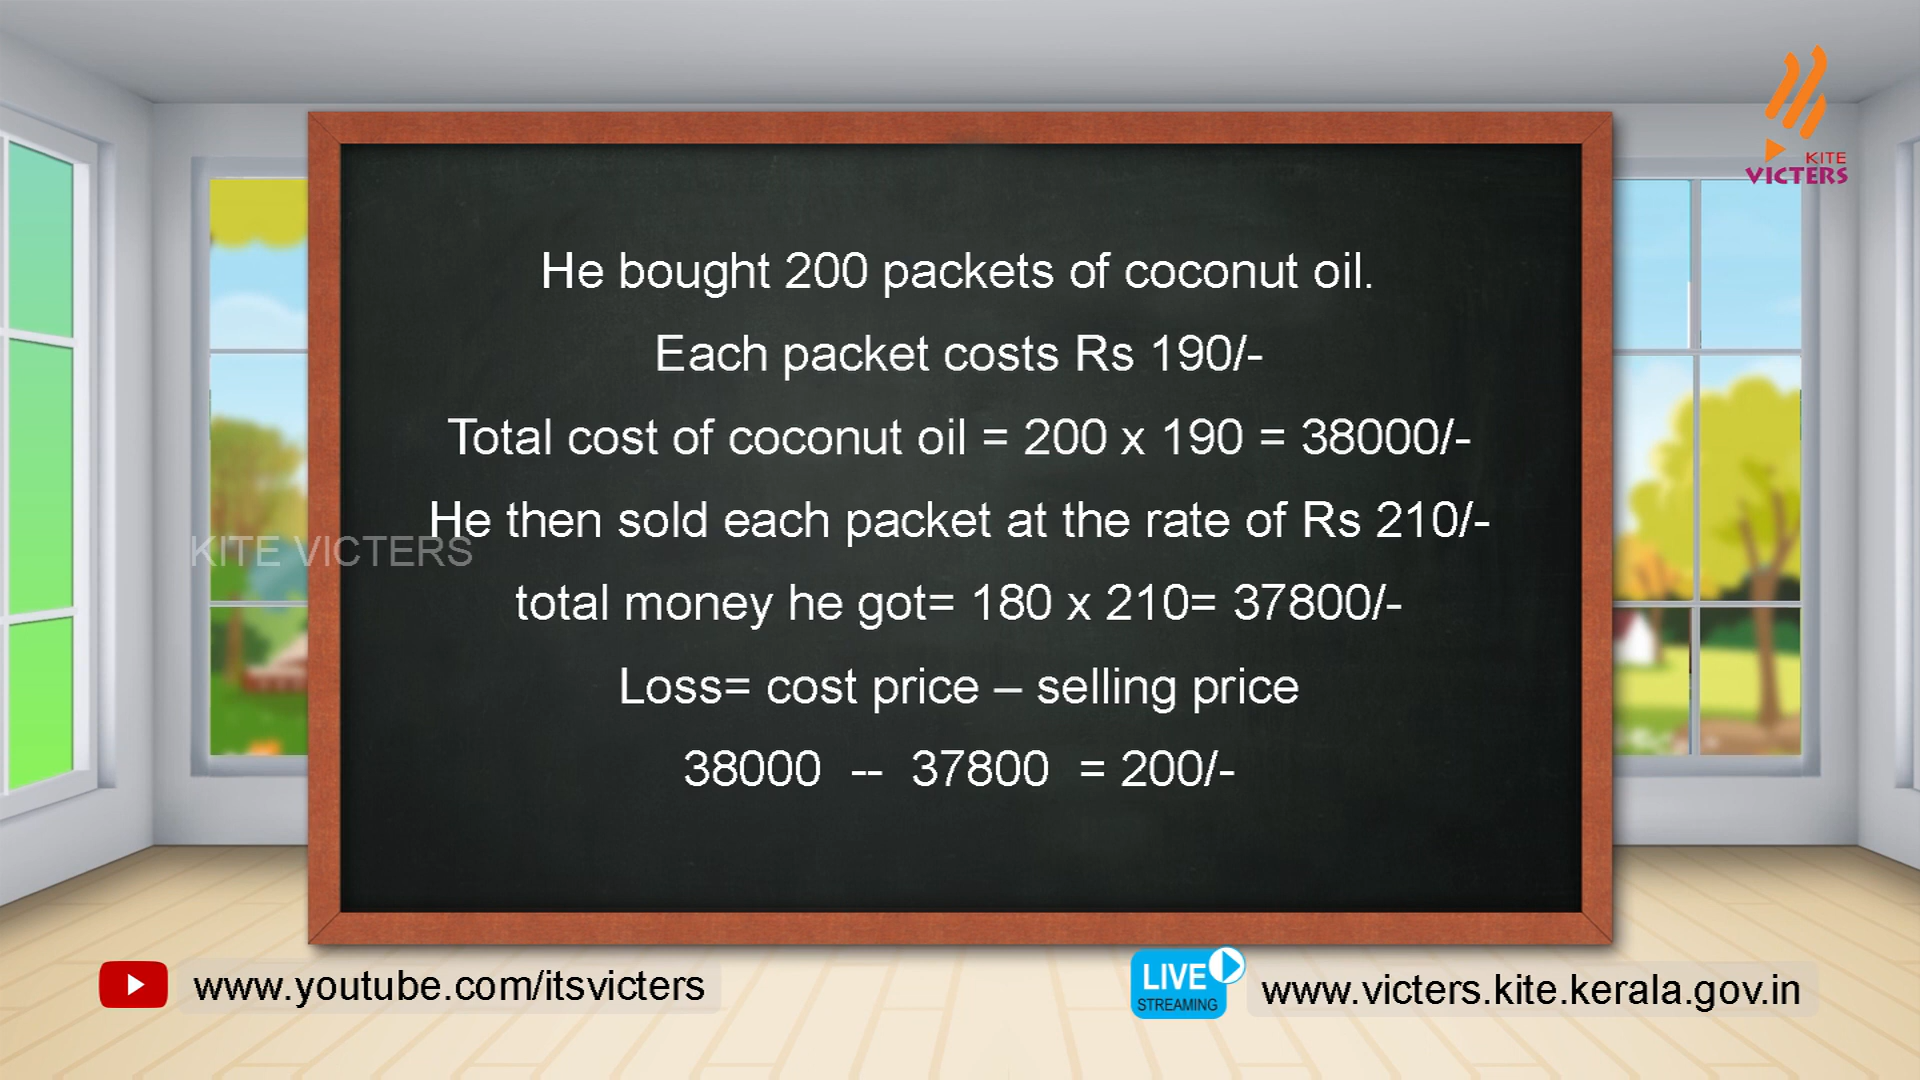 KITE
VICTERS
He bought 200 packets of coconut oil.
Each packet costs Rs 190/-
Total cost of coconut oil = 200 x 190 = 38000/-
He then sold each packet at the rate of Rs 210/-
KITE VICTERS
total money he got= 180 x 210= 37800/-
Loss= cost price – selling price
38000 -- 37800 = 200/-
www.youtube.com/itsvicters
LIVE
STREAMING
www.victers.kite.kerala.gov.in